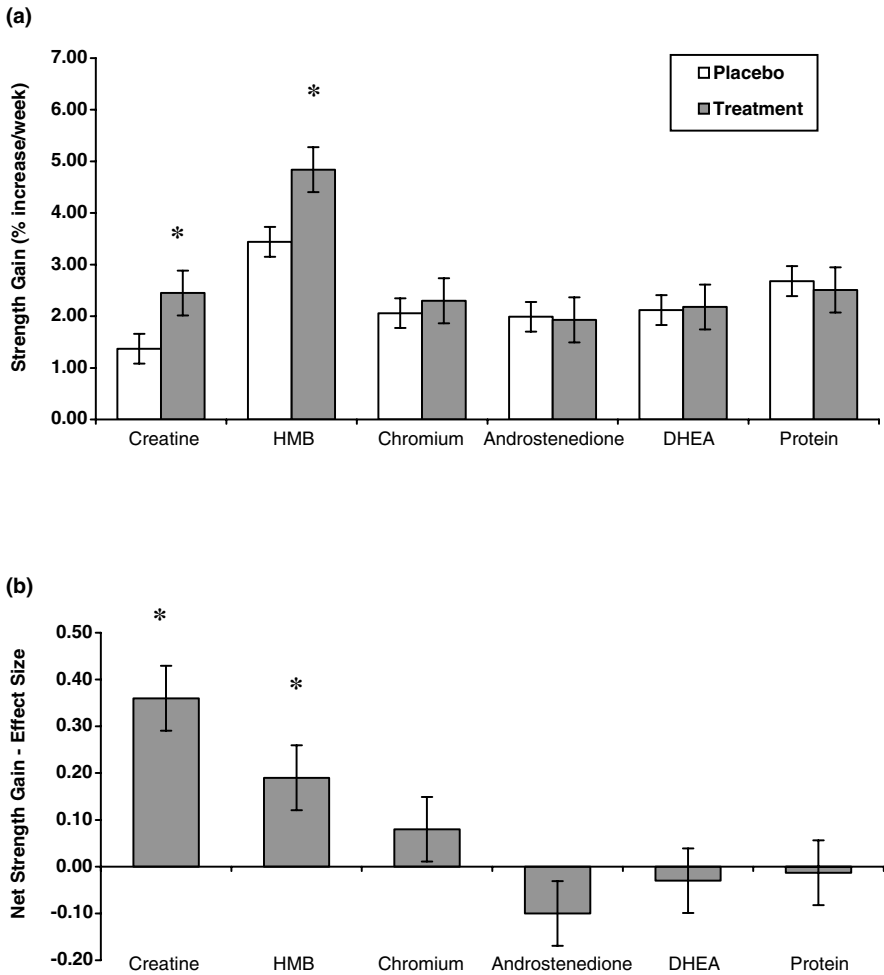 (a)
7.00
6.00
5.00
4.00
3.00
2.00
1.00
0.00
Strength Gain (% increase/week)
Placebo
Treatment
*
*
Creatine HMB Chromium Androstenedione DHEA Protein
(b)
0.50
0.40
0.30
0.20
0.10
0.00
-0.10
-0.20
Net Strength Gain - Effect Size
*
*
Creatine HMB Chromium Androstenedione DHEA Protein